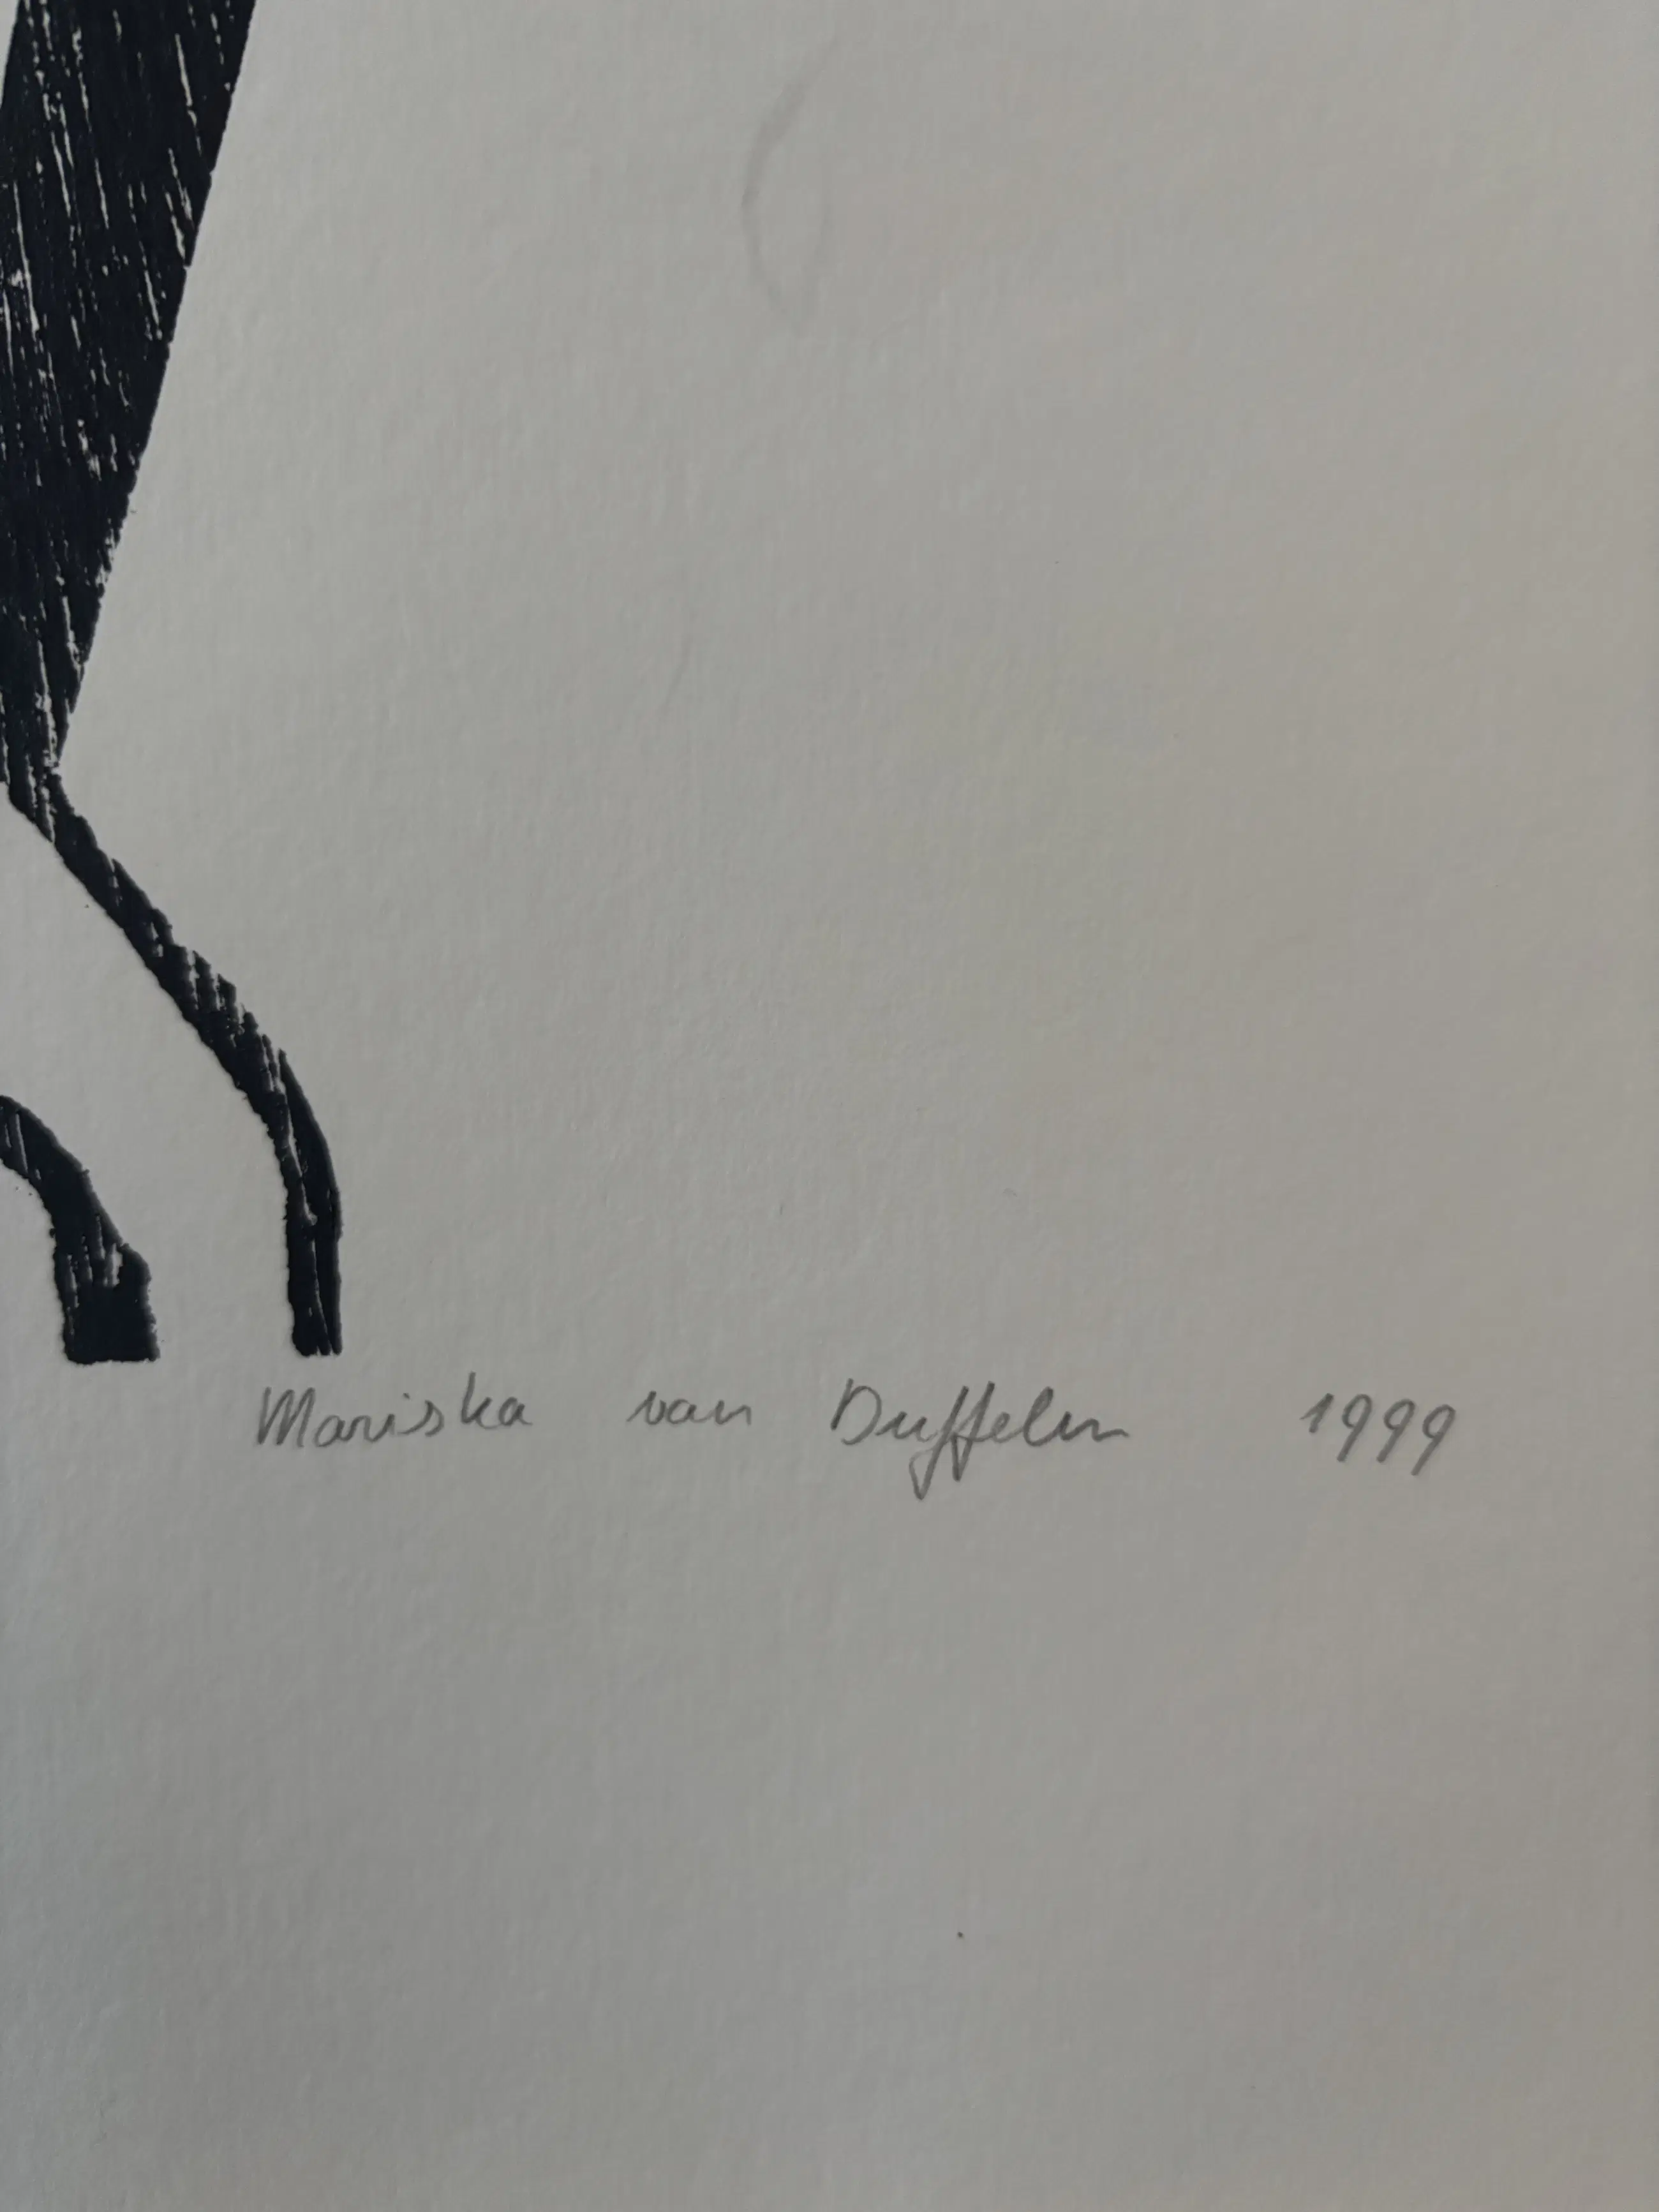 Mariska van Duffelen 1999